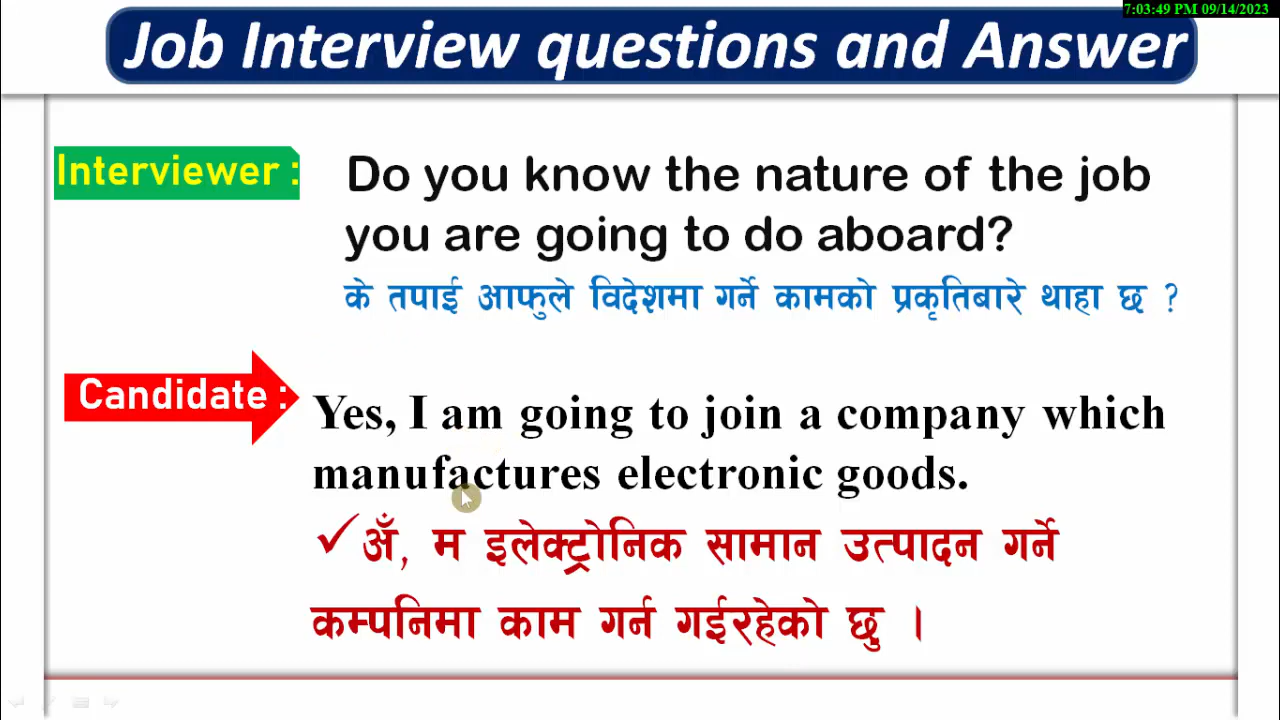 7:03:49 PM 09/14/2023
Job Interview questions and Answer
Interviewer :
Do you know the nature of the job
you are going to do aboard?
के तपाई आफुले विदेशमा गर्ने कामको प्रकृतिबारे थाहा छ ?
Candidate :
Yes, I am going to join a company which
manufactures electronic goods.
✓अँ, म इलेक्ट्रोनिक सामान उत्पादन गर्ने
कम्पनिमा काम गर्न गईरहेको छु ।